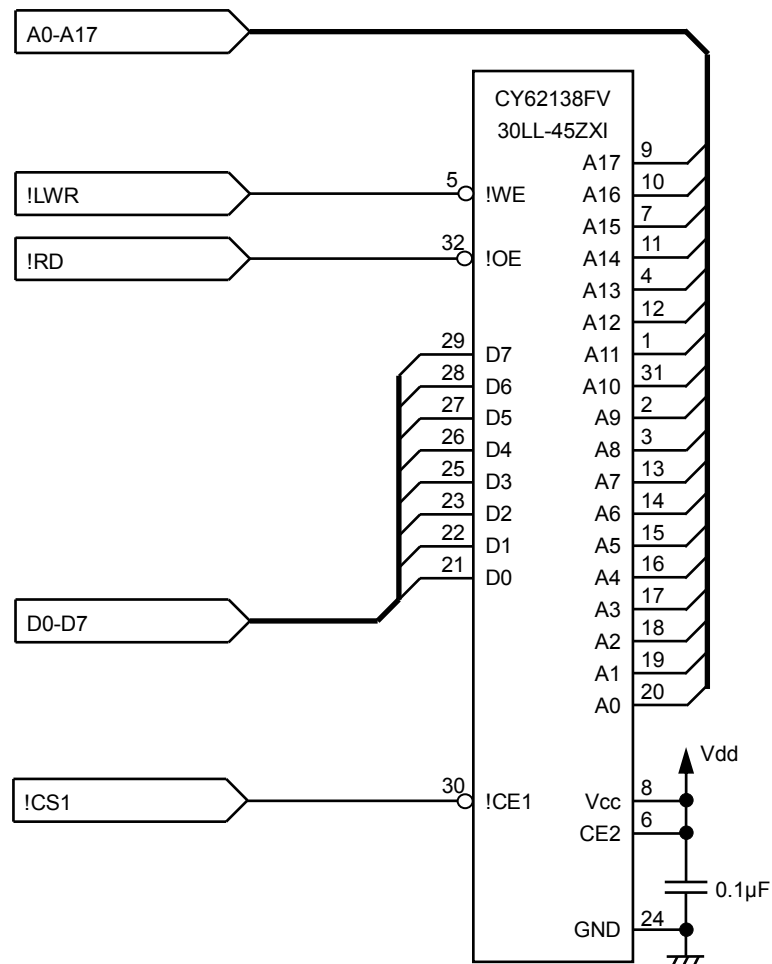 A0-A17
CY62138FV
30LL-45ZXI
A17 9
!LWR 5 !WE A16 10
A15 7
!RD 32 !OE A14 11
A13 4
A12 12
29 D7 A11 1
28 D6 A10 31
27 D5 A9 2
26 D4 A8 3
25 D3 A7 13
23 D2 A6 14
22 D1 A5 15
21 D0 A4 16
A3 17
D0-D7 A2 18
A1 19
A0 20
Vdd
!CS1 30 !CE1 Vcc 8
CE2 6
0.1µF
GND 24